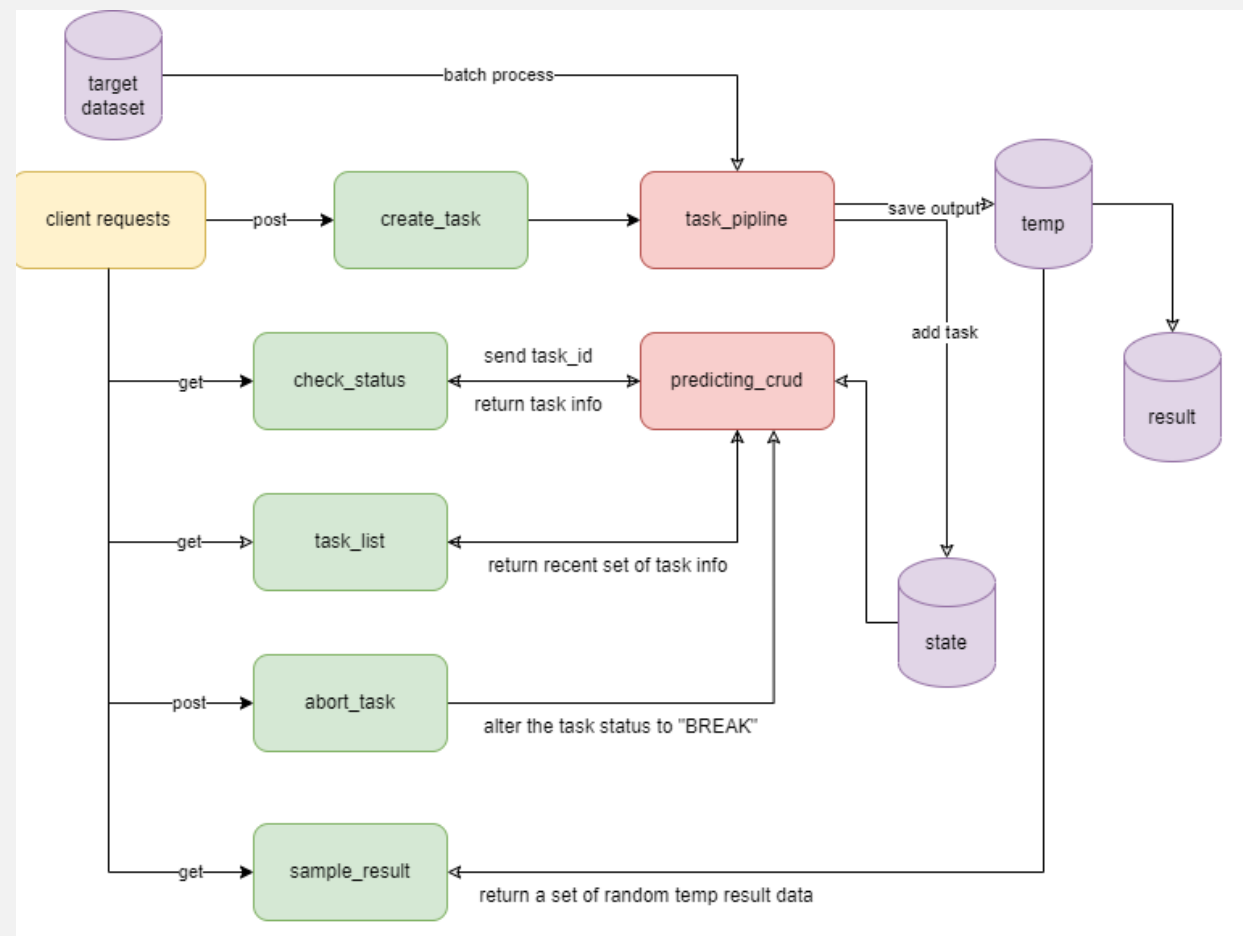 target
dataset
batch process
client requests
post
create_task
task_pipline
save output
temp
add task
result
get
check_status
send task_id
return task info
predicting_crud
get
task_list
return recent set of task info
state
post
abort_task
alter the task status to "BREAK"
get
sample_result
return a set of random temp result data